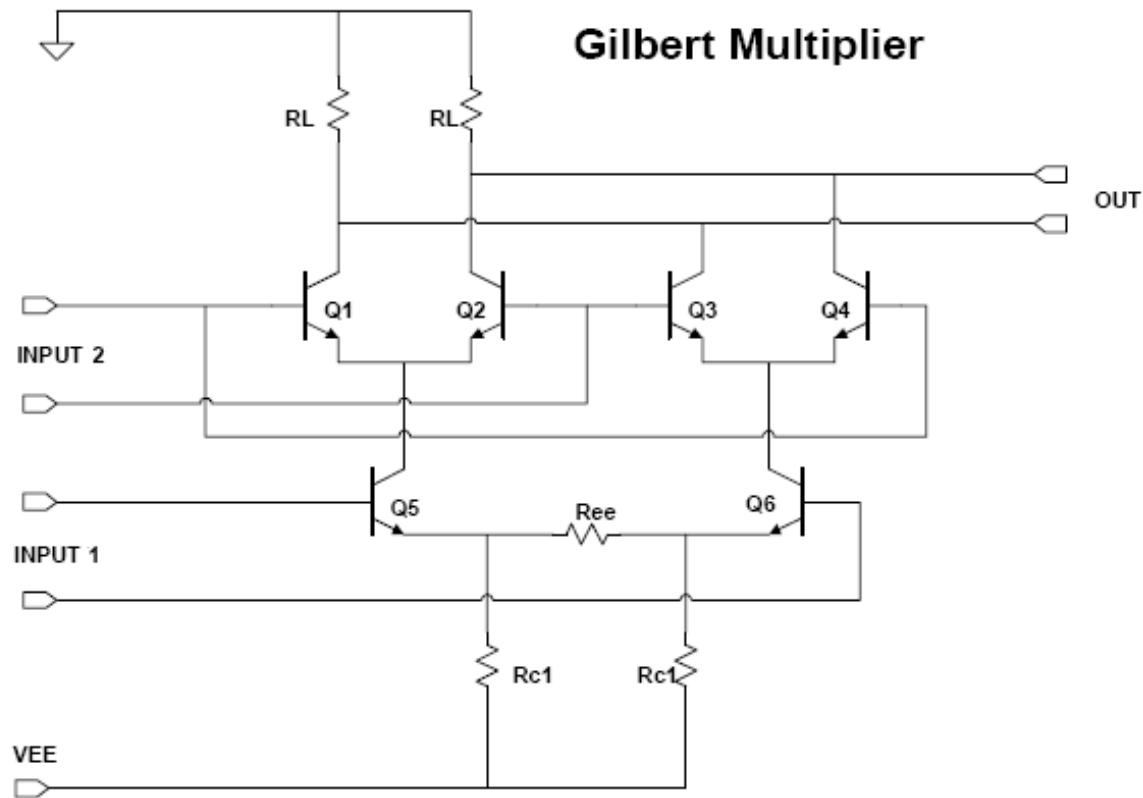 Gilbert Multiplier
RL
RL
OUT
Q1
Q2
Q3
Q4
INPUT 2
Q5
Ree
Q6
INPUT 1
Rc1
Rc1
VEE